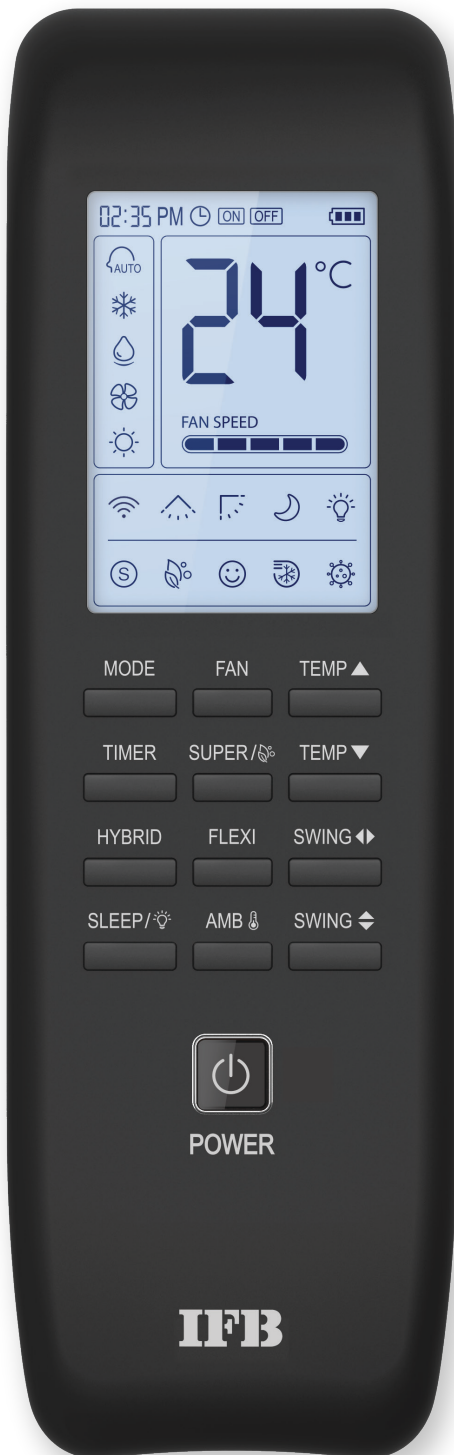 02:35 PM ON OFF
AUTO
24°C
FAN SPEED
S
MODE FAN TEMP▲
TIMER SUPER/ TEMP▼
HYBRID FLEXI SWING◀▶
SLEEP/ AMB SWING
POWER
IFB